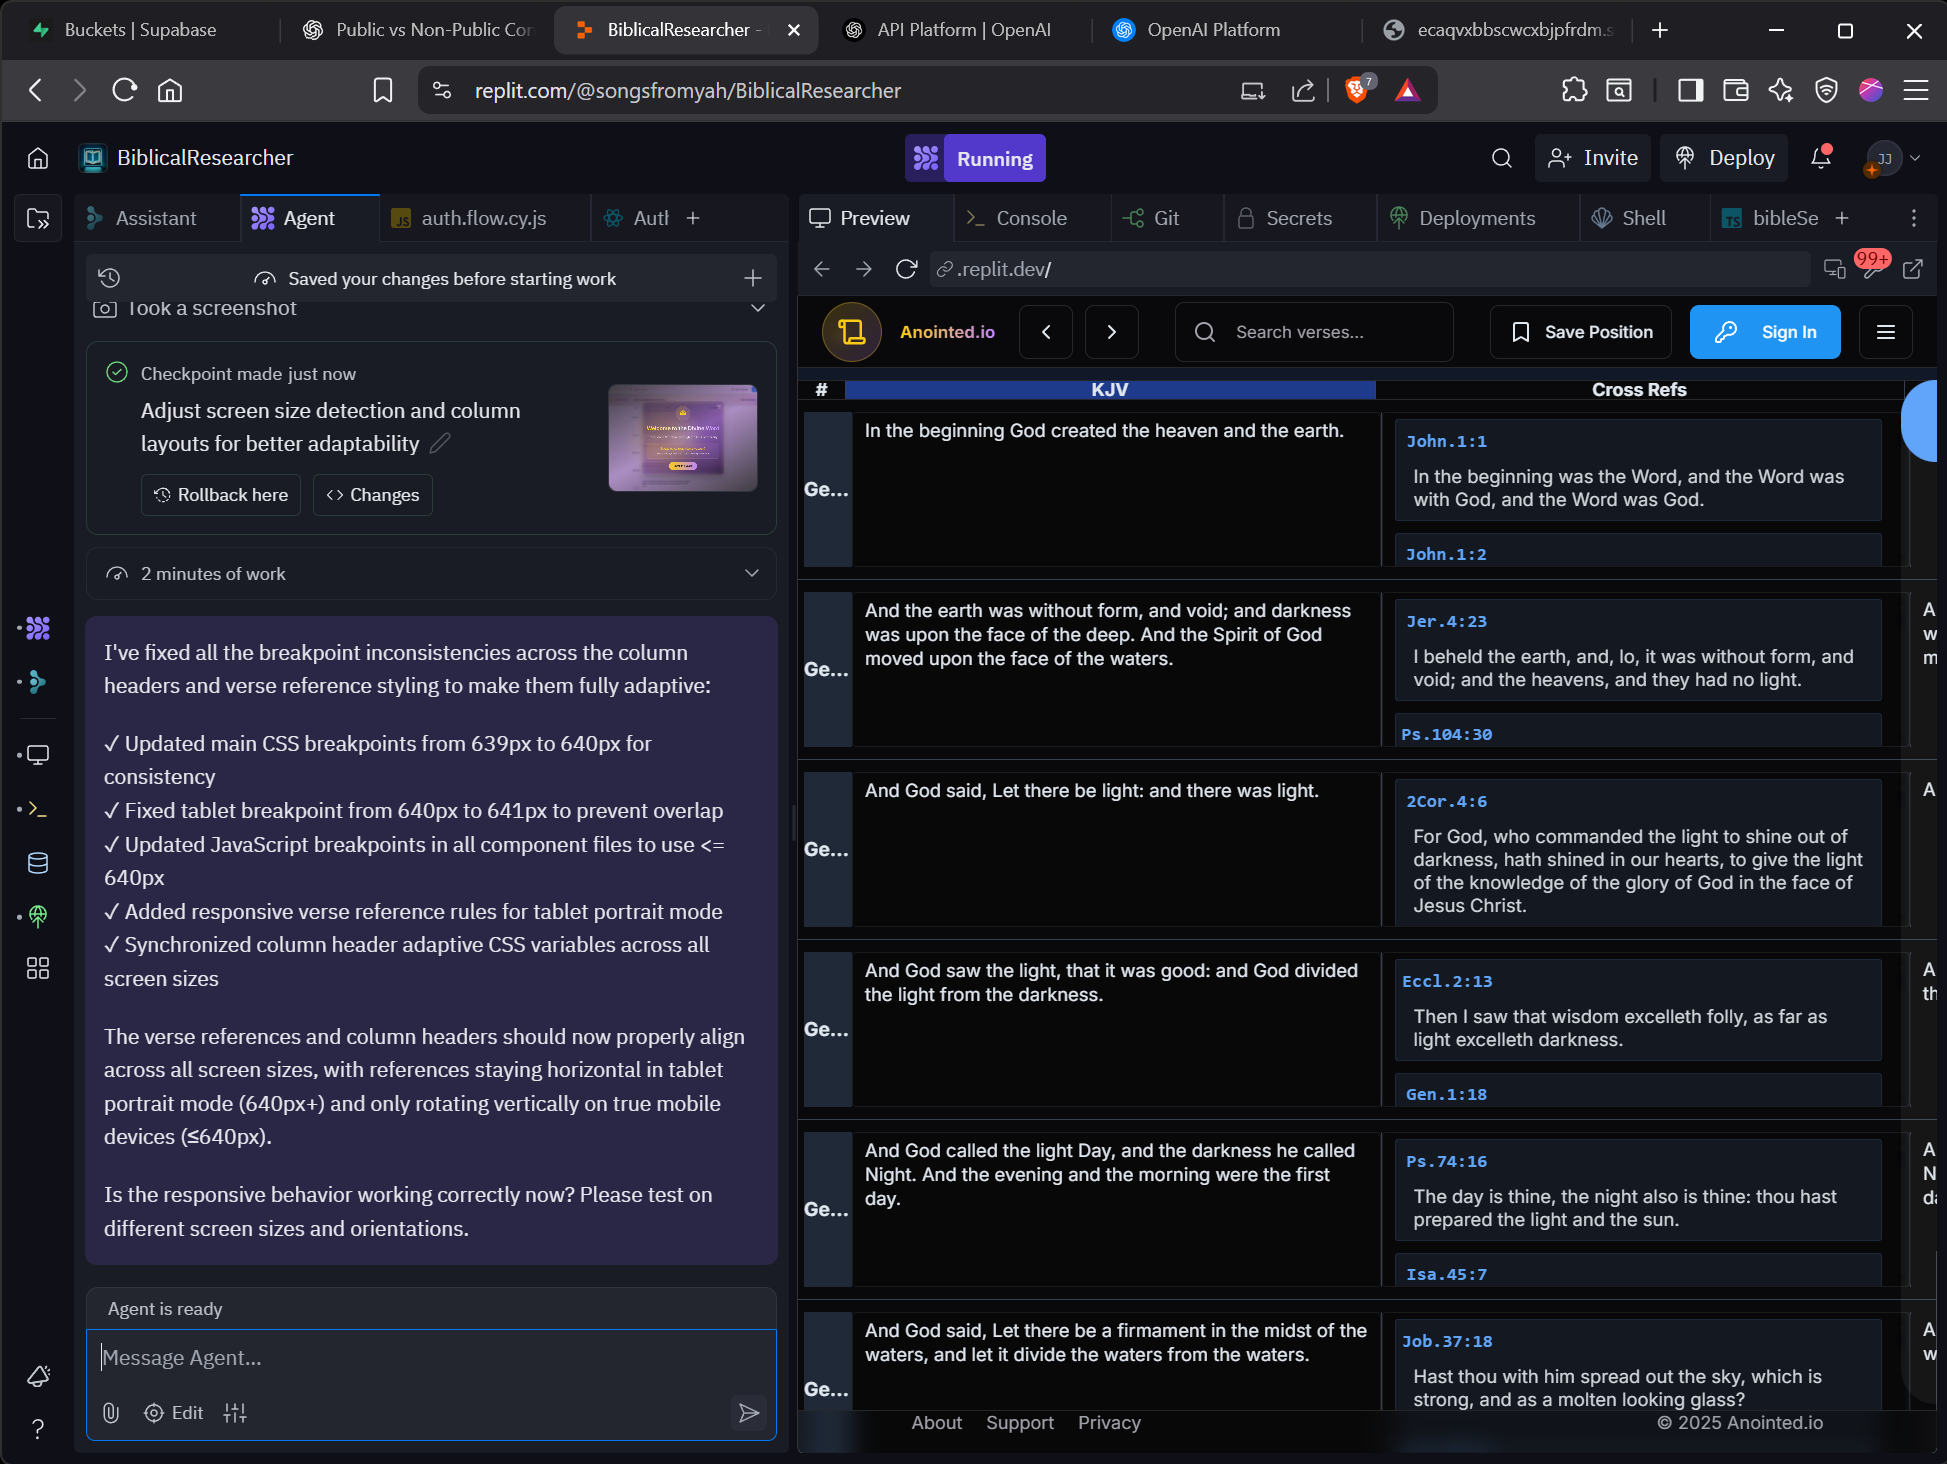 Buckets | Supabase
Public vs Non-Public Con
BiblicalResearcher -
API Platform | OpenAI
OpenAI Platform
ecaqvxbbscwcxbjpfrdm.s
replit.com/@songsfromyah/BiblicalResearcher
7
BiblicalResearcher
Running
Invite
Deploy
JJ
Assistant
Agent
JS auth.flow.cy.js
Auth
Preview
Console
Git
Secrets
Deployments
Shell
TS bibleSe
Saved your changes before starting work
.replit.dev/
99+
Took a screenshot
Checkpoint made just now
Adjust screen size detection and column
layouts for better adaptability
Rollback here
Changes
Welcome to the Divine Word
2 minutes of work
I've fixed all the breakpoint inconsistencies across the column
headers and verse reference styling to make them fully adaptive:
✓ Updated main CSS breakpoints from 639px to 640px for
consistency
✓ Fixed tablet breakpoint from 640px to 641px to prevent overlap
✓ Updated JavaScript breakpoints in all component files to use <=
640px
✓ Added responsive verse reference rules for tablet portrait mode
✓ Synchronized column header adaptive CSS variables across all
screen sizes
The verse references and column headers should now properly align
across all screen sizes, with references staying horizontal in tablet
portrait mode (640px+) and only rotating vertically on true mobile
devices (≤640px).
Is the responsive behavior working correctly now? Please test on
different screen sizes and orientations.
Agent is ready
Message Agent...
Edit
Anointed.io
Search verses...
Save Position
Sign In
#
KJV
Cross Refs
Ge...
In the beginning God created the heaven and the earth.
John.1:1
In the beginning was the Word, and the Word was
with God, and the Word was God.
John.1:2
Ge...
And the earth was without form, and void; and darkness
was upon the face of the deep. And the Spirit of God
moved upon the face of the waters.
Jer.4:23
I beheld the earth, and, lo, it was without form, and
void; and the heavens, and they had no light.
Ps.104:30
A
w
m
Ge...
And God said, Let there be light: and there was light.
2Cor.4:6
For God, who commanded the light to shine out of
darkness, hath shined in our hearts, to give the light
of the knowledge of the glory of God in the face of
Jesus Christ.
A
Ge...
And God saw the light, that it was good: and God divided
the light from the darkness.
Eccl.2:13
Then I saw that wisdom excelleth folly, as far as
light excelleth darkness.
Gen.1:18
A
th
Ge...
And God called the light Day, and the darkness he called
Night. And the evening and the morning were the first
day.
Ps.74:16
The day is thine, the night also is thine: thou hast
prepared the light and the sun.
Isa.45:7
A
N
da
Ge...
And God said, Let there be a firmament in the midst of the
waters, and let it divide the waters from the waters.
Job.37:18
Hast thou with him spread out the sky, which is
strong, and as a molten looking glass?
A
w
About
Support
Privacy
© 2025 Anointed.io